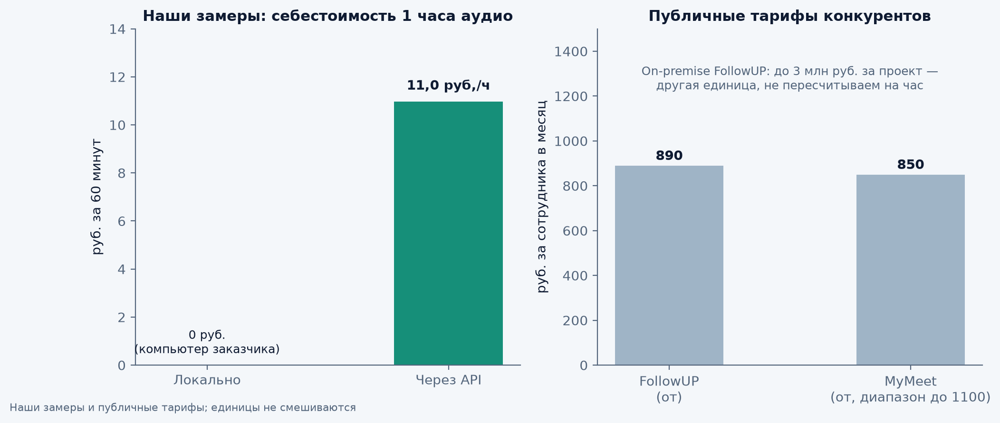 Наши замеры: себестоимость 1 часа аудио
14
12
10
8
6
4
2
0
руб. за 60 минут
11,0 руб,/ч
0 руб.
(компьютер заказчика)
Локально
Через API
Публичные тарифы конкурентов
1400
1200
1000
800
600
400
200
0
руб. за сотрудника в месяц
On-premise FollowUP: до 3 млн руб. за проект —
другая единица, не пересчитываем на час
890
850
FollowUP
(от)
MyMeet
(от, диапазон до 1100)
Наши замеры и публичные тарифы; единицы не смешиваются